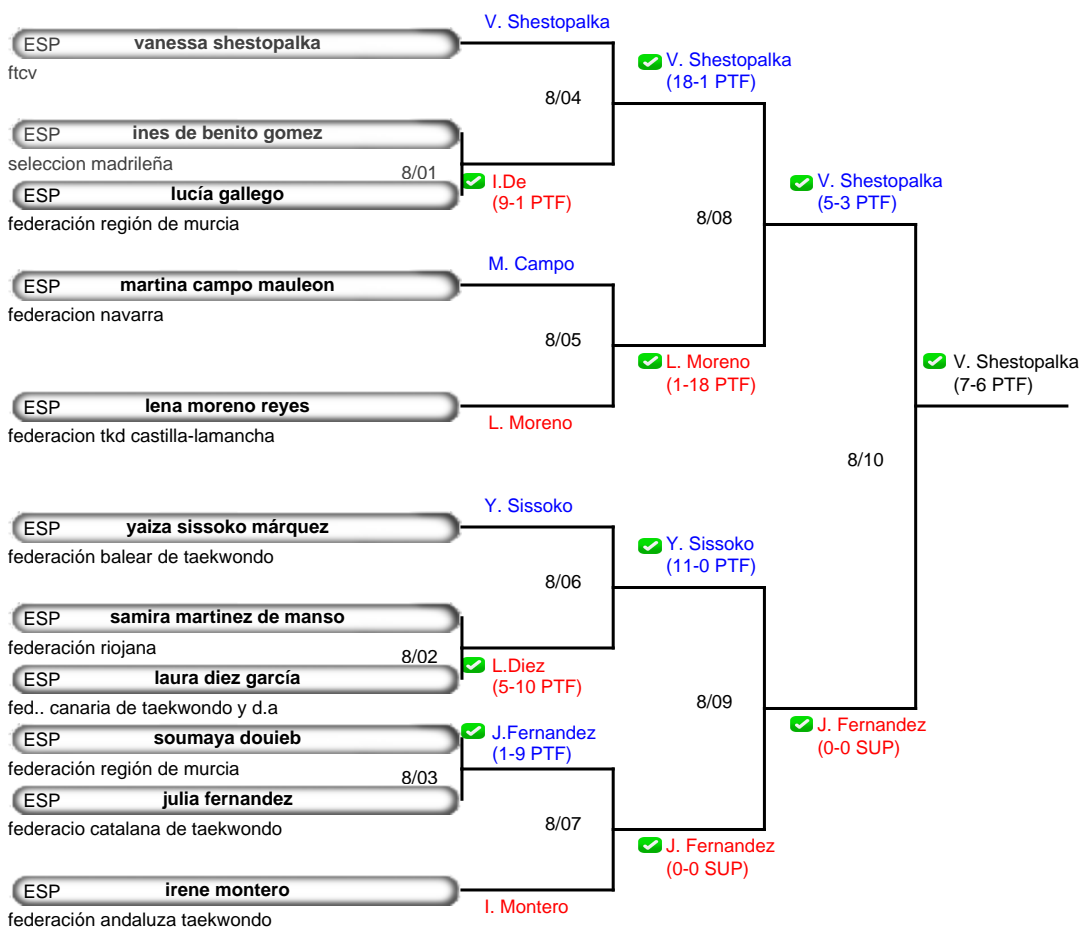 V. Shestopalka
ESP vanessa shestopalka
ftcv
V. Shestopalka
(18-1 PTF)
8/04
ESP ines de benito gomez
seleccion madrileña
8/01
I.De
(9-1 PTF)
ESP lucía gallego
federación región de murcia
V. Shestopalka
(5-3 PTF)
8/08
M. Campo
ESP martina campo mauleon
federacion navarra
8/05
L. Moreno
(1-18 PTF)
V. Shestopalka
(7-6 PTF)
ESP lena moreno reyes
L. Moreno
federacion tkd castilla-lamancha
8/10
Y. Sissoko
ESP yaiza sissoko márquez
federación balear de taekwondo
Y. Sissoko
(11-0 PTF)
8/06
ESP samira martinez de manso
federación riojana
8/02
L.Diez
(5-10 PTF)
ESP laura diez garcía
fed.. canaria de taekwondo y d.a
8/09
J. Fernandez
(0-0 SUP)
J.Fernandez
(1-9 PTF)
ESP soumaya douieb
federación región de murcia
8/03
ESP julia fernandez
federacio catalana de taekwondo
8/07
J. Fernandez
(0-0 SUP)
ESP irene montero
I. Montero
federación andaluza taekwondo